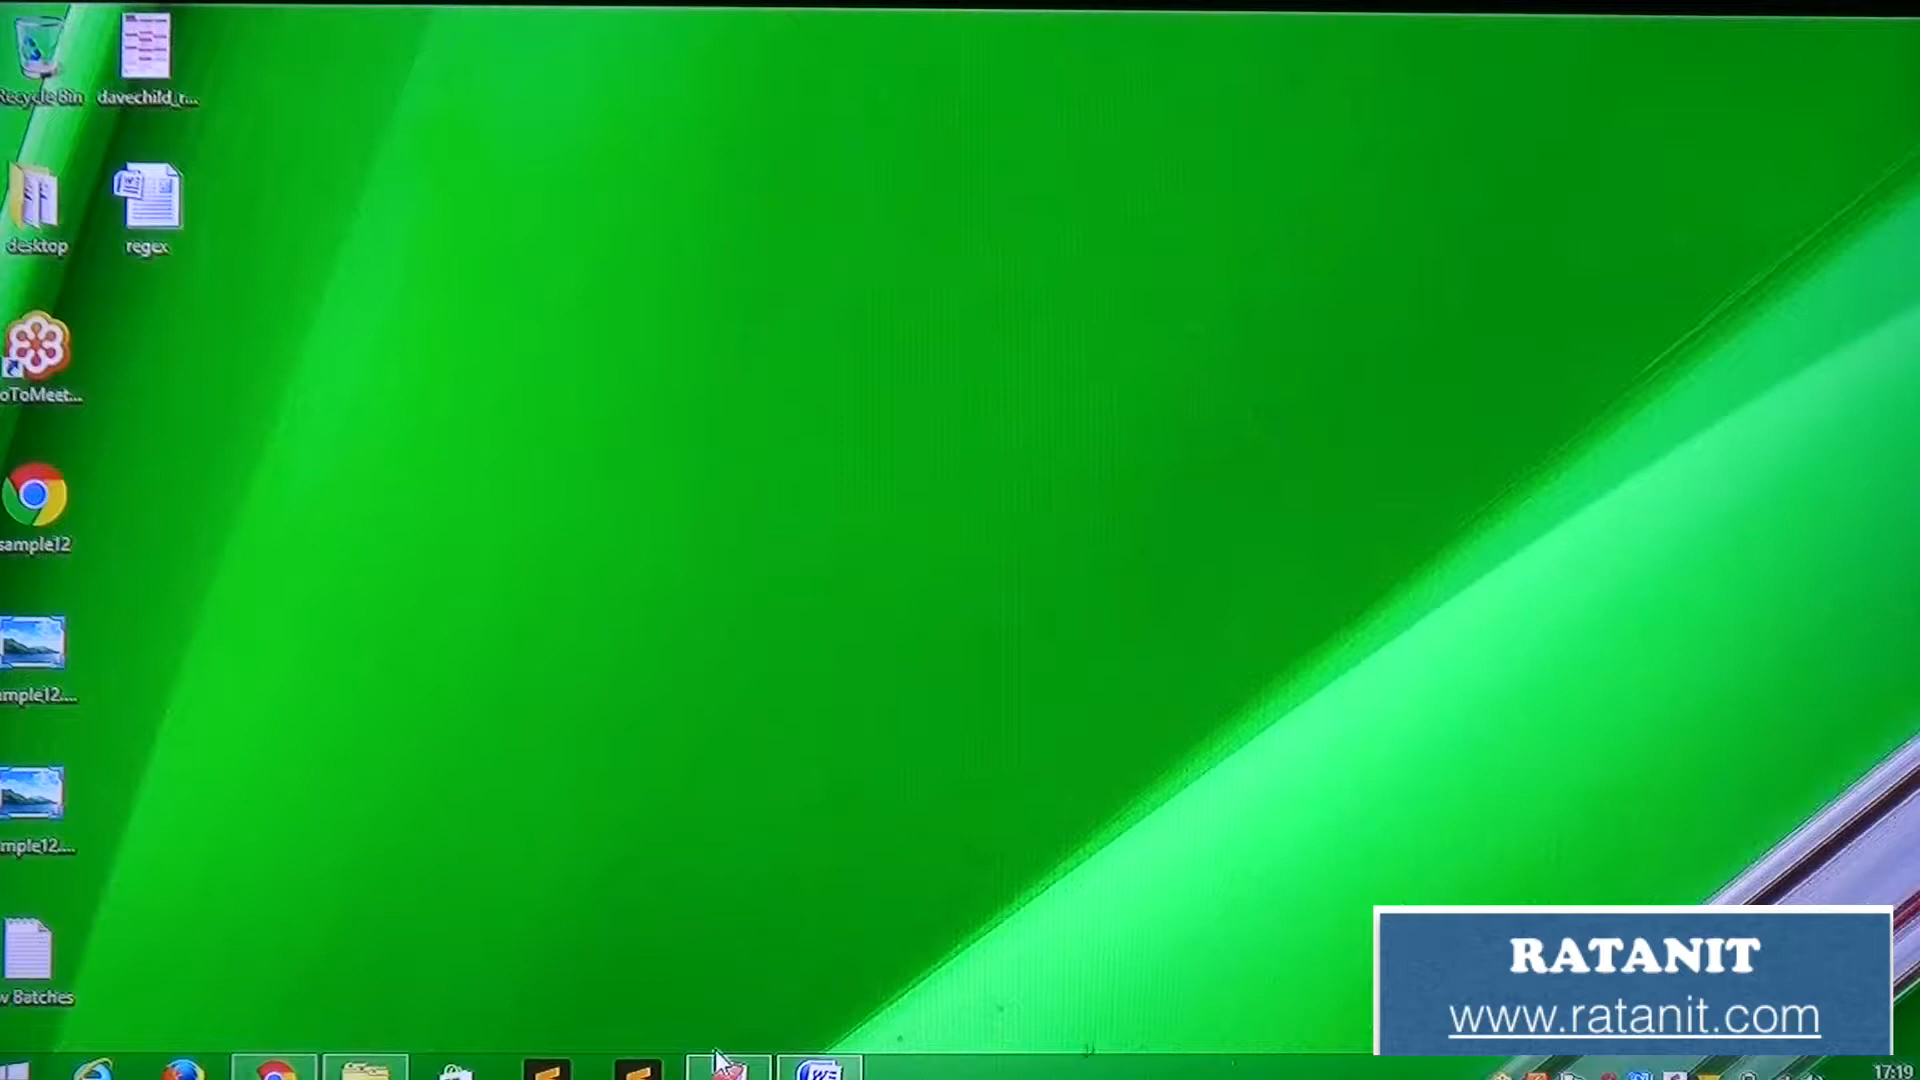 Recycle Bin
davechild_r...
desktop
regex
oToMeet...
sample12
mple12....
mple12....
w Batches
RATANIT
www.ratanit.com
17:19